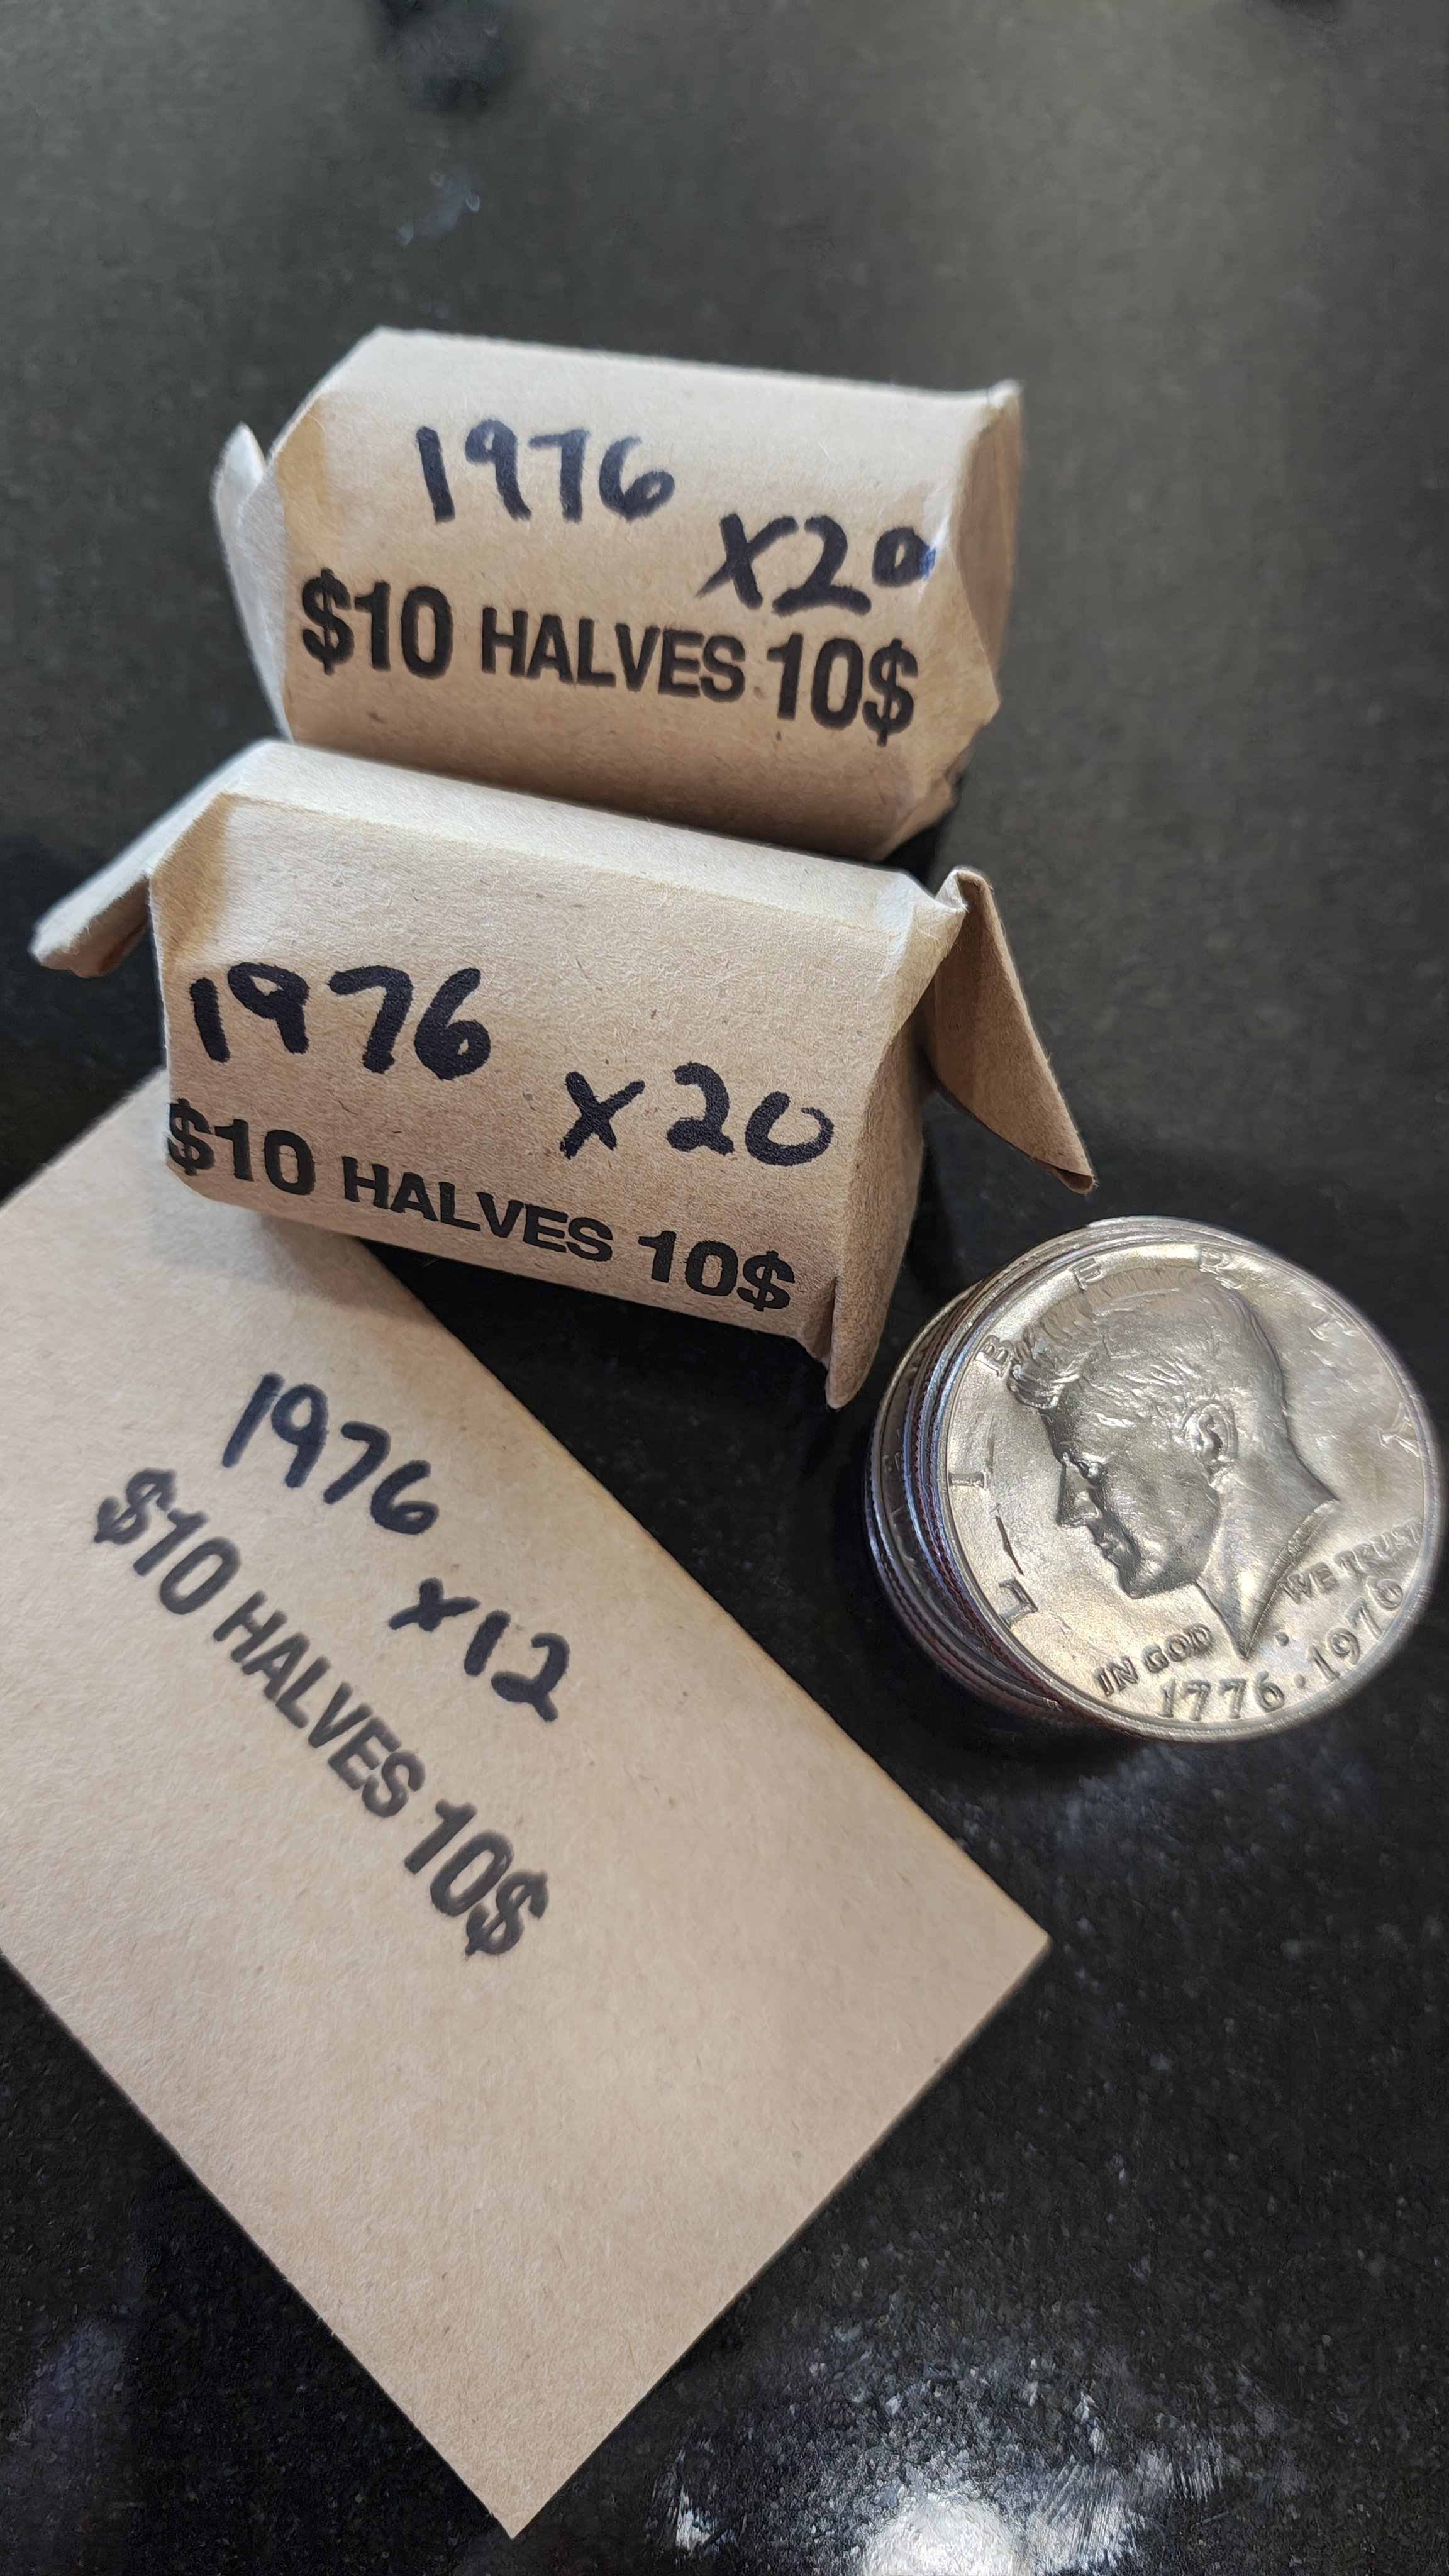 1976
x20
$10 HALVES 10$
1976
x20
$10 HALVES 10$
1976
x12
$10 HALVES 10$
LIBERTY
IN GOD WE TRUST
1776·1976